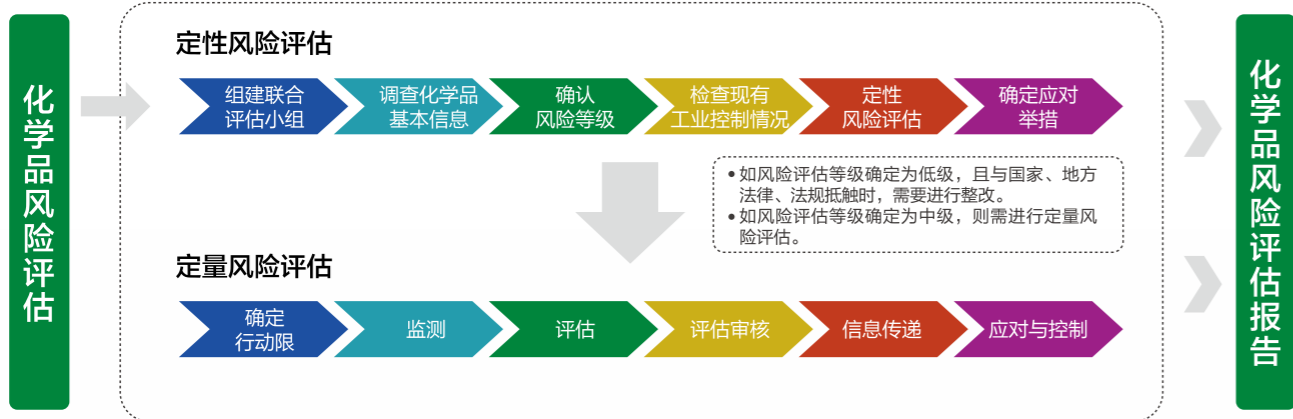 化学品风险评估
定性风险评估
组建联合
评估小组
调查化学品
基本信息
确认
风险等级
检查现有
工业控制情况
定性
风险评估
确定应对
举措
• 如风险评估等级确定为低级，且与国家、地方
法律、法规抵触时，需要进行整改。
• 如风险评估等级确定为中级，则需进行定量风
险评估。
定量风险评估
确定
行动限
监测
评估
评估审核
信息传递
应对与控制
化学品风险评估报告